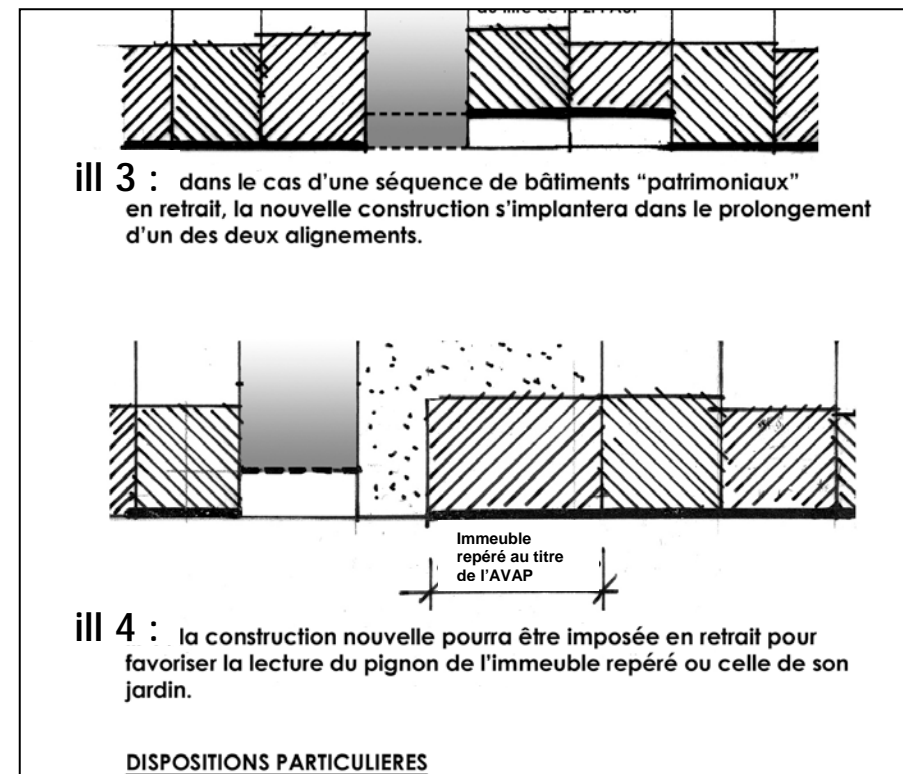 ill 3 : dans le cas d'une séquence de bâtiments "patrimoniaux"
en retrait, la nouvelle construction s'implantera dans le prolongement
d'un des deux alignements.
Immeuble
repéré au titre
de l'AVAP
ill 4 : la construction nouvelle pourra être imposée en retrait pour
favoriser la lecture du pignon de l'immeuble repéré ou celle de son
jardin.
DISPOSITIONS PARTICULIERES